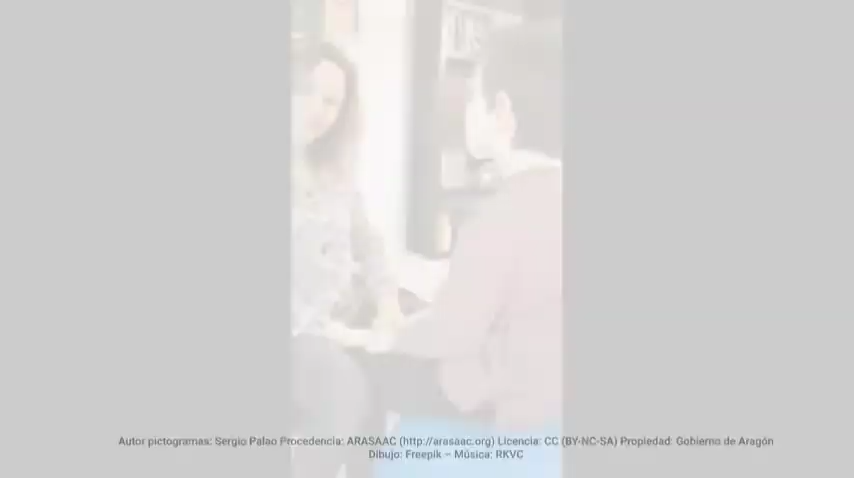 Autor pictogramas: Sergio Palao Procedencia: ARASAAC (http://arasaac.org) Licencia: CC (BY-NC-SA) Propiedad: Gobierno de Aragón
Dibujo: Freepik – Música: RKVC